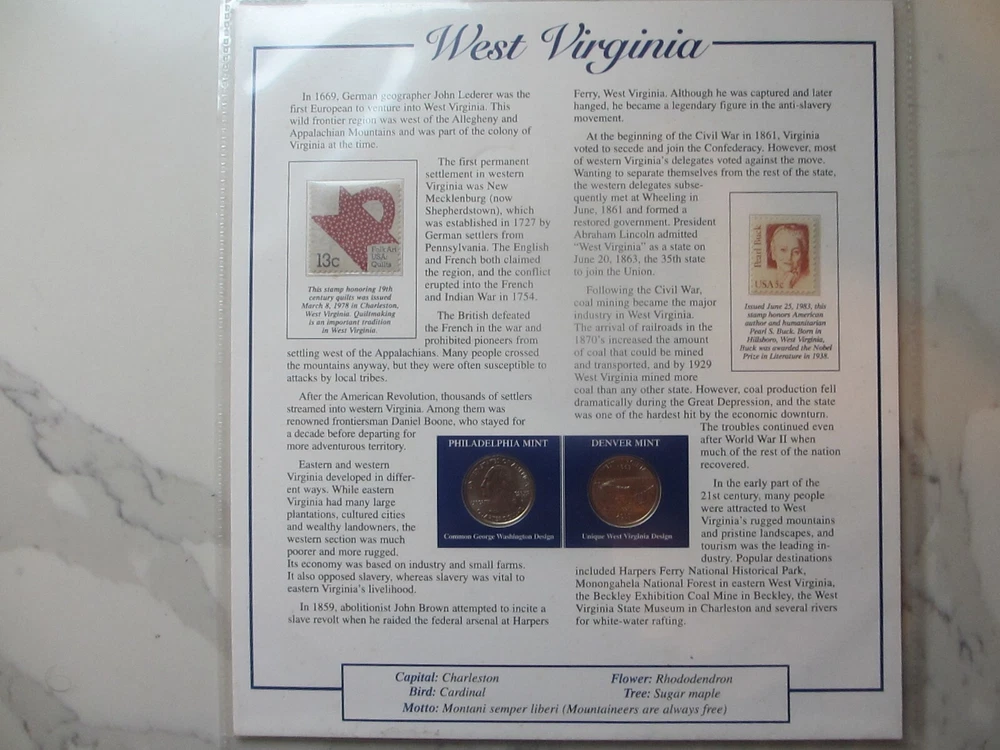 West Virginia
In 1669, German geographer John Lederer was the
first European to venture into West Virginia. This
wild frontier region was west of the Allegheny and
Appalachian Mountains and was part of the colony of
Virginia at the time.
13c
Folk Art
USA
Quilts
This stamp honoring 19th
century quilts was issued
March 8, 1978 in Charleston,
West Virginia. Quiltmaking
is an important tradition
in West Virginia.
The first permanent
settlement in western
Virginia was New
Mecklenburg (now
Shepherdstown), which
was established in 1727 by
German settlers from
Pennsylvania. The English
and French both claimed
the region, and the conflict
erupted into the French
and Indian War in 1754.
The British defeated
the French in the war and
prohibited pioneers from
settling west of the Appalachians. Many people crossed
the mountains anyway, but they were often susceptible to
attacks by local tribes.
After the American Revolution, thousands of settlers
streamed into western Virginia. Among them was
renowned frontiersman Daniel Boone, who stayed for
a decade before departing for
more adventurous territory.
Eastern and western
Virginia developed in differ-
ent ways. While eastern
Virginia had many large
plantations, cultured cities
and wealthy landowners, the
western section was much
poorer and more rugged.
Its economy was based on industry and small farms.
It also opposed slavery, whereas slavery was vital to
eastern Virginia's livelihood.
In 1859, abolitionist John Brown attempted to incite a
slave revolt when he raided the federal arsenal at Harpers
Ferry, West Virginia. Although he was captured and later
hanged, he became a legendary figure in the anti-slavery
movement.
At the beginning of the Civil War in 1861, Virginia
voted to secede and join the Confederacy. However, most
of western Virginia's delegates voted against the move.
Wanting to separate themselves from the rest of the state,
the western delegates subse-
quently met at Wheeling in
June, 1861 and formed a
restored government. President
Abraham Lincoln admitted
"West Virginia" as a state on
June 20, 1863, the 35th state
to join the Union.
Following the Civil War,
coal mining became the major
industry in West Virginia.
The arrival of railroads in the
1870's increased the amount
of coal that could be mined
and transported, and by 1929
West Virginia mined more
coal than any other state. However, coal production fell
dramatically during the Great Depression, and the state
was one of the hardest hit by the economic downturn.
Pearl Buck
USA 5c
Issued June 25, 1983, this
stamp honors American
author and humanitarian
Pearl S. Buck. Born in
Hillsboro, West Virginia,
Buck was awarded the Nobel
Prize in Literature in 1938.
The troubles continued even
after World War II when
much of the rest of the nation
recovered.
In the early part of the
21st century, many people
were attracted to West
Virginia's rugged mountains
and pristine landscapes, and
tourism was the leading in-
dustry. Popular destinations
included Harpers Ferry National Historical Park,
Monongahela National Forest in eastern West Virginia,
the Beckley Exhibition Coal Mine in Beckley, the West
Virginia State Museum in Charleston and several rivers
for white-water rafting.
PHILADELPHIA MINT
Common George Washington Design
DENVER MINT
Unique West Virginia Design
Capital: Charleston
Flower: Rhododendron
Bird: Cardinal
Tree: Sugar maple
Motto: Montani semper liberi (Mountaineers are always free)